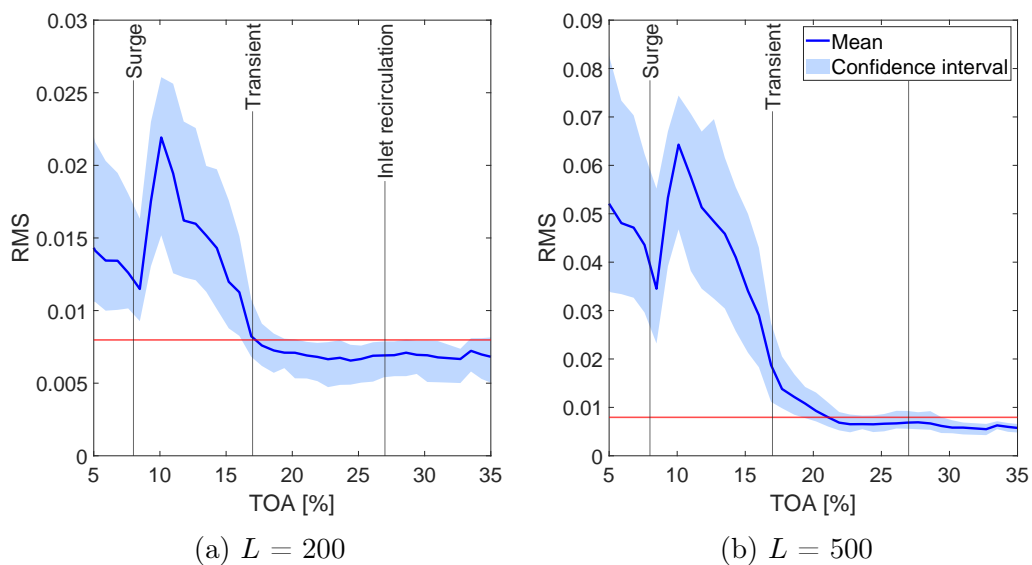 0.03
0.025
0.02
0.015
0.01
0.005
0
RMS
Surge
Transient
Inlet recirculation
5 10 15 20 25 30 35
TOA [%]
(a) L = 200
0.09
0.08
0.07
0.06
0.05
0.04
0.03
0.02
0.01
0
RMS
Surge
Transient
Mean
Confidence interval
5 10 15 20 25 30 35
TOA [%]
(b) L = 500